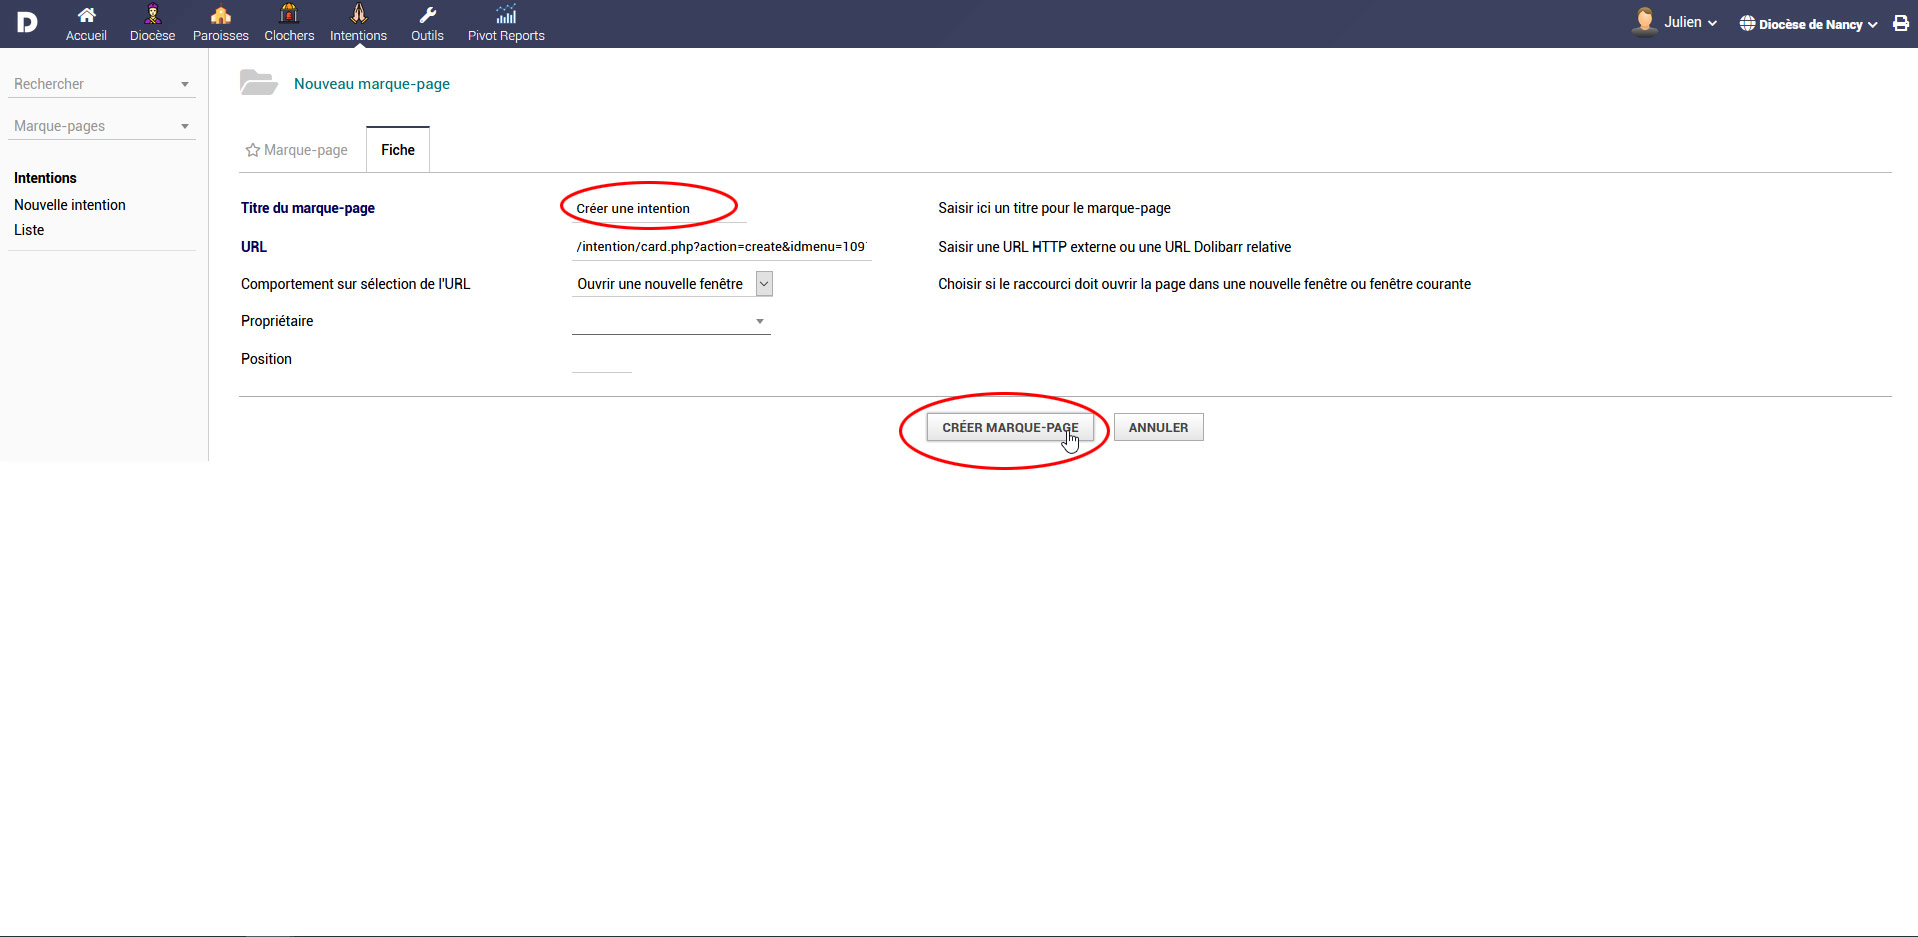 D
Accueil
Diocèse
Paroisses
Clochers
Intentions
Outils
Pivot Reports
Julien
Diocèse de Nancy
Rechercher
Marque-pages
Intentions
Nouvelle intention
Liste
Nouveau marque-page
Marque-page
Fiche
Titre du marque-page
Créer une intention
Saisir ici un titre pour le marque-page
URL
/intention/card.php?action=create&idmenu=109
Saisir une URL HTTP externe ou une URL Dolibarr relative
Comportement sur sélection de l'URL
Ouvrir une nouvelle fenêtre
Choisir si le raccourci doit ouvrir la page dans une nouvelle fenêtre ou fenêtre courante
Propriétaire
Position
CRÉER MARQUE-PAGE
ANNULER